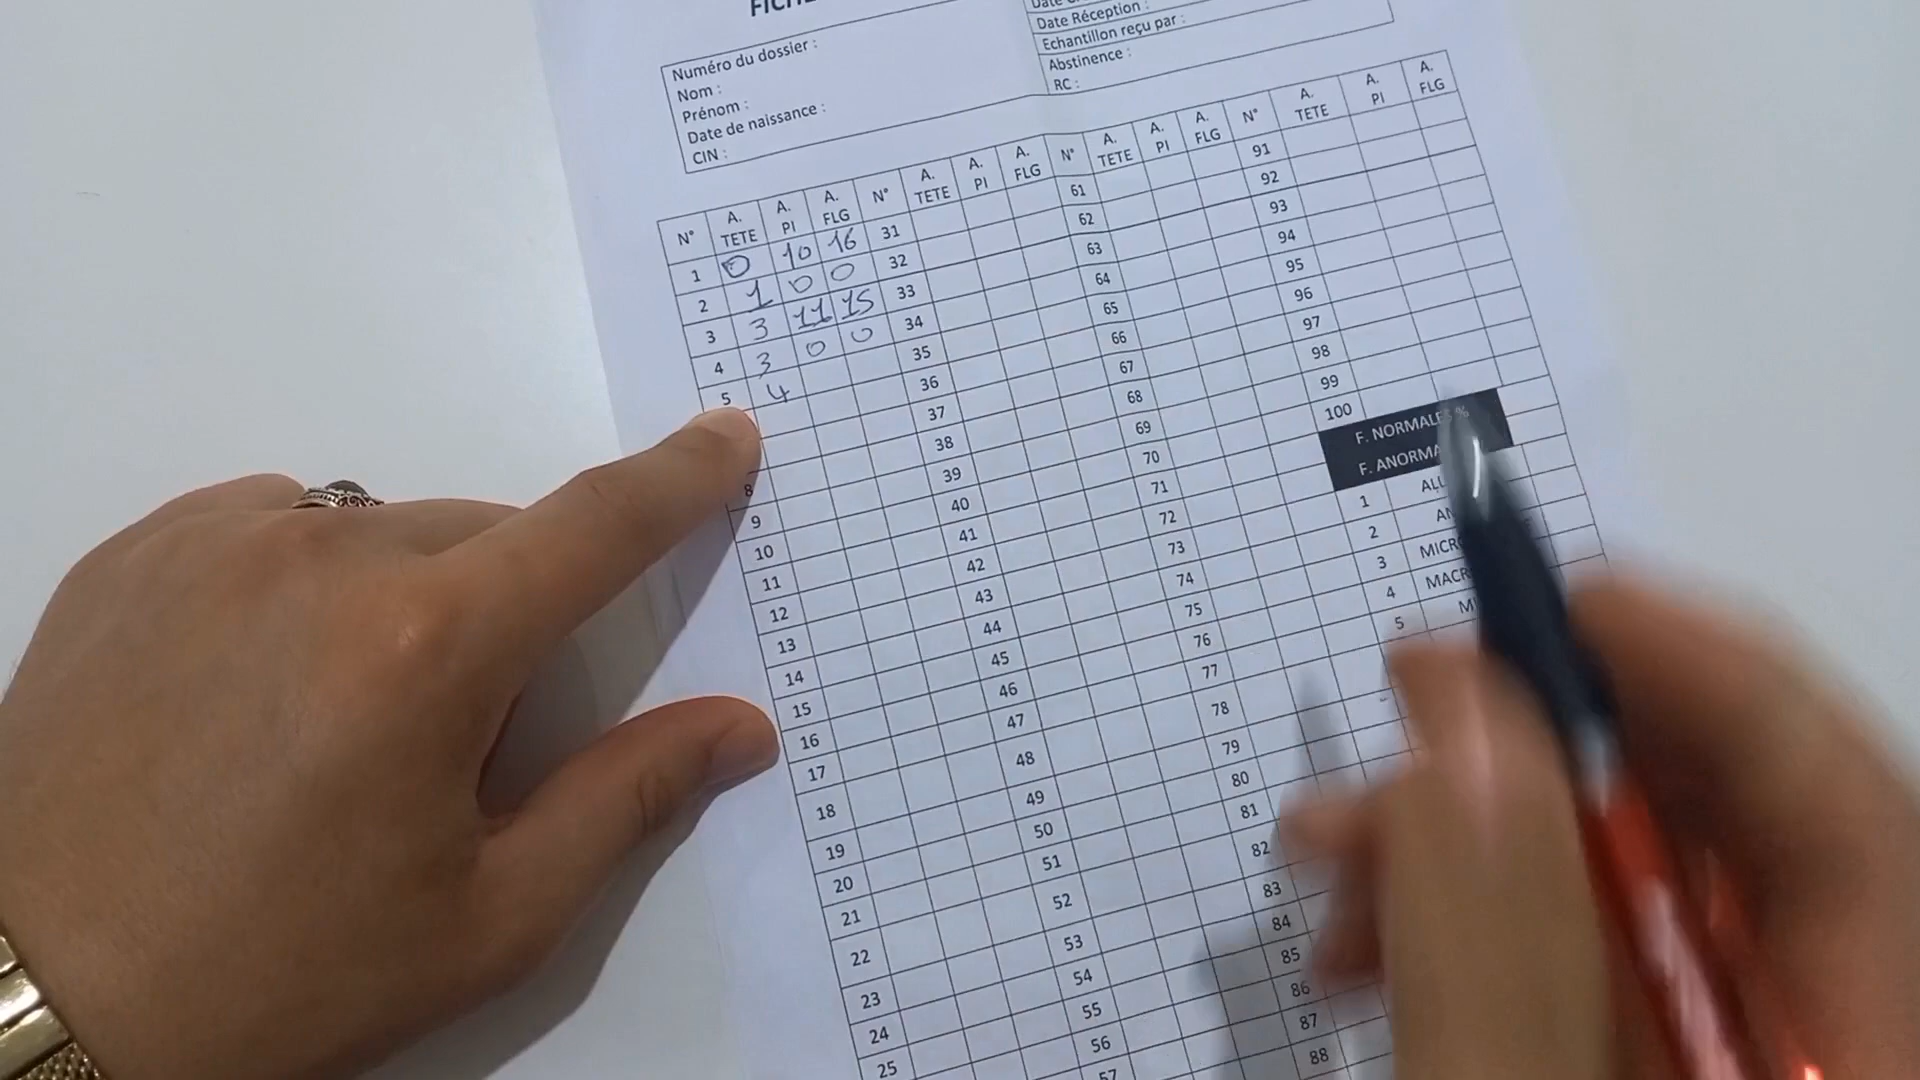 Numéro du dossier :
Nom :
Prénom :
Date de naissance :
CIN :
Date Réception :
Echantillon reçu par :
Abstinence :
RC :
N° A. TETE A. PI A. FLG N° A. TETE A. PI A. FLG N° A. TETE A. PI A. FLG N° A. TETE A. PI A. FLG
1 0 10 16 31 61 91
2 1 0 0 32 62 92
3 3 11 15 33 63 93
4 3 0 0 34 64 94
5 4 35 65 95
36 66 96
37 67 97
8 38 68 98
9 39 69 99
10 40 70 100
11 41 71 F. NORMALES %
12 42 72 F. ANORMA
13 43 73 1
14 44 74 2
15 45 75 3 MICR
16 46 76 4 MACR
17 47 77 5
18 48 78
19 49 79
20 50 80
21 51 81
22 52 82
23 53 83
24 54 84
25 55 85
56 86
57 87
88